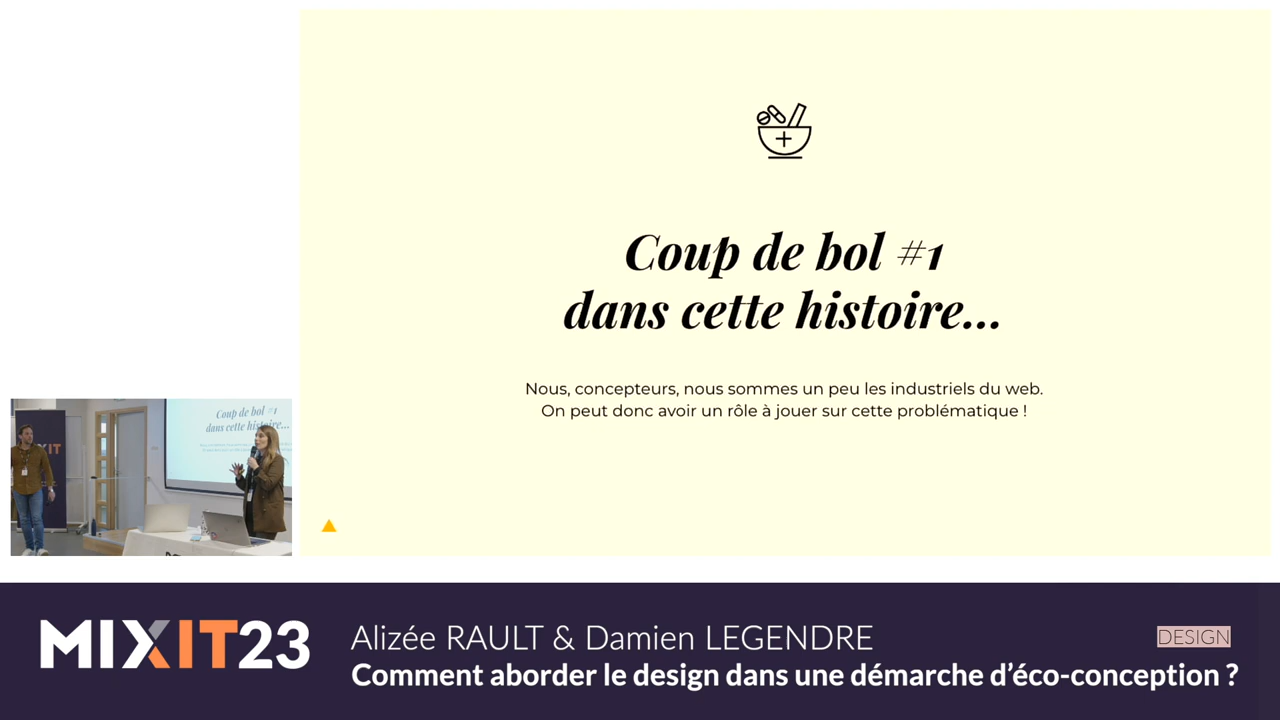 Coup de bol #1
dans cette histoire...
Nous, concepteurs, nous sommes un peu les industriels du web.
On peut donc avoir un rôle à jouer sur cette problématique !
Coup de bol #1
dans cette histoire...
XIT
MIXIT23
Alizée RAULT & Damien LEGENDRE
DESIGN
Comment aborder le design dans une démarche d'éco-conception ?